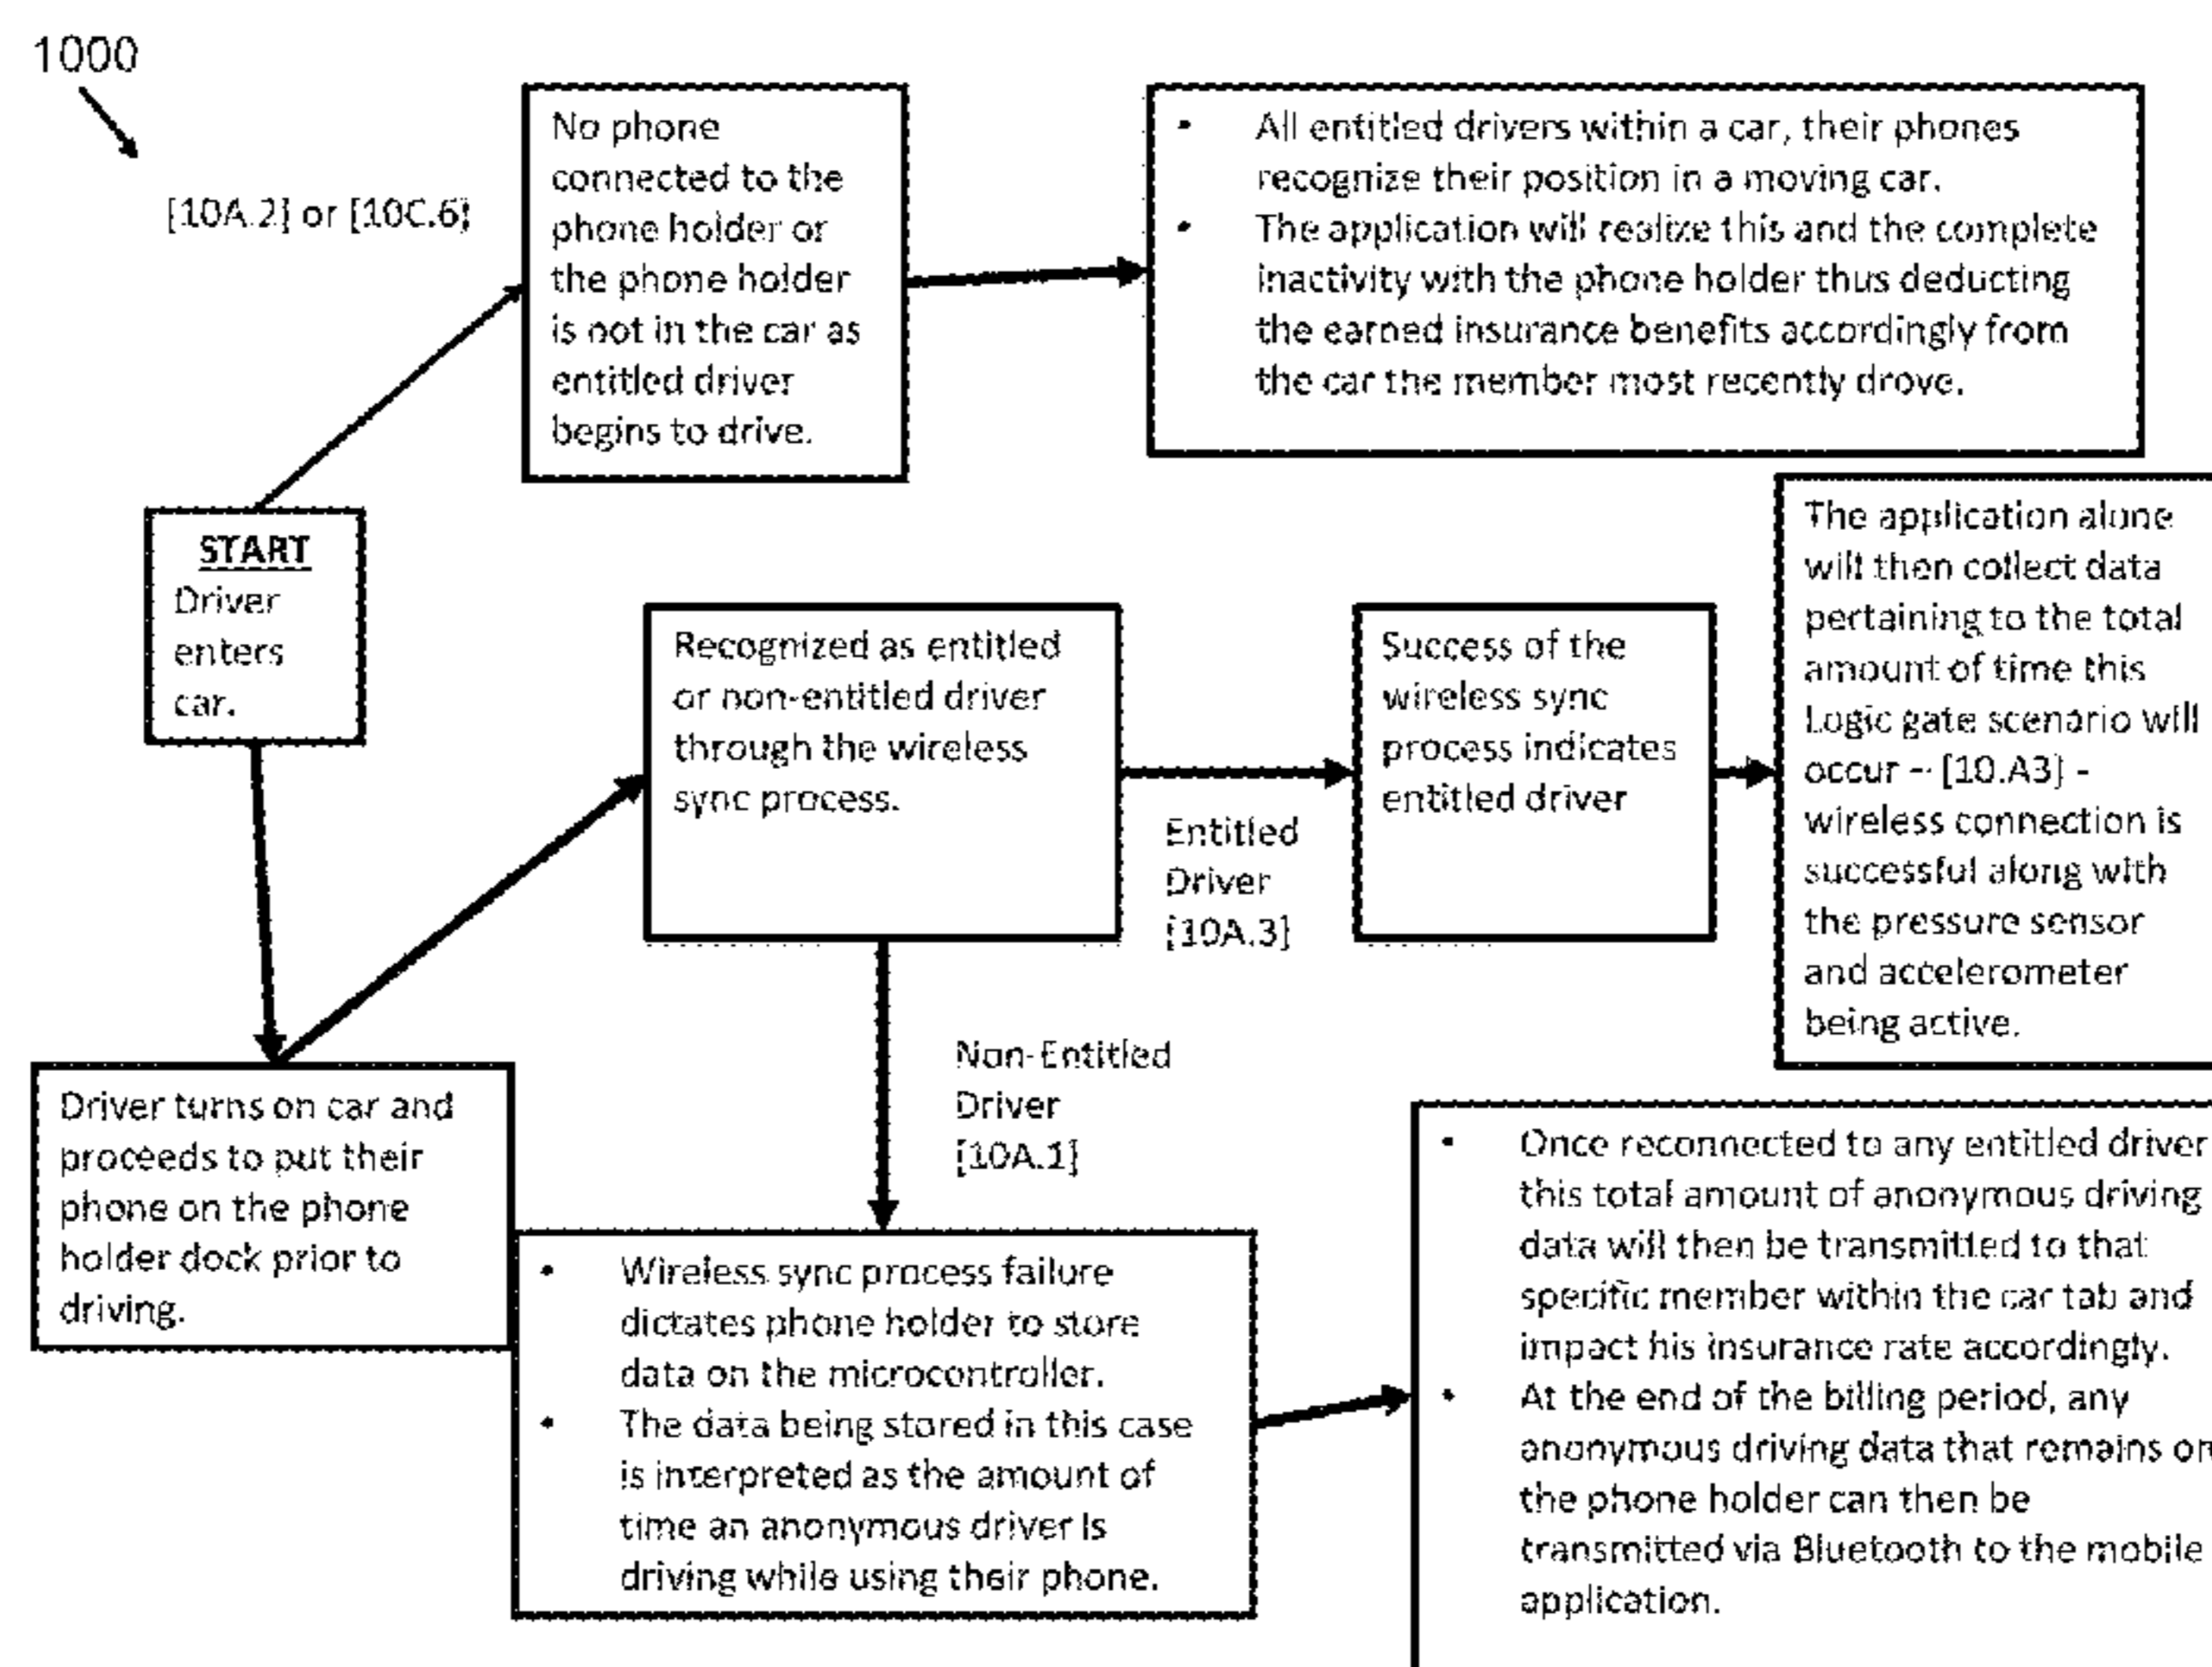 1000
[10A.2] or [10C.6]
No phone
connected to the
phone holder or
the phone holder
is not in the car as
entitled driver
begins to drive.
• All entitled drivers within a car, their phones
recognize their position in a moving car.
• The application will realize this and the complete
inactivity with the phone holder thus deducting
the earned insurance benefits accordingly from
the car the member most recently drove.
START
Driver
enters
car.
Recognized as entitled
or non-entitled driver
through the wireless
sync process.
Entitled
Driver
[10A.3]
Success of the
wireless sync
process indicates
entitled driver
The application alone
will then collect data
pertaining to the total
amount of time this
Logic gate scenario will
occur -- [10.A3] -
wireless connection is
successful along with
the pressure sensor
and accelerometer
being active.
Driver turns on car and
proceeds to put their
phone on the phone
holder dock prior to
driving.
Non-Entitled
Driver
[10A.1]
• Wireless sync process failure
dictates phone holder to store
data on the microcontroller.
• The data being stored in this case
is interpreted as the amount of
time an anonymous driver is
driving while using their phone.
• Once reconnected to any entitled driver
this total amount of anonymous driving
data will then be transmitted to that
specific member within the car tab and
impact his insurance rate accordingly.
• At the end of the billing period, any
anonymous driving data that remains on
the phone holder can then be
transmitted via Bluetooth to the mobile
application.